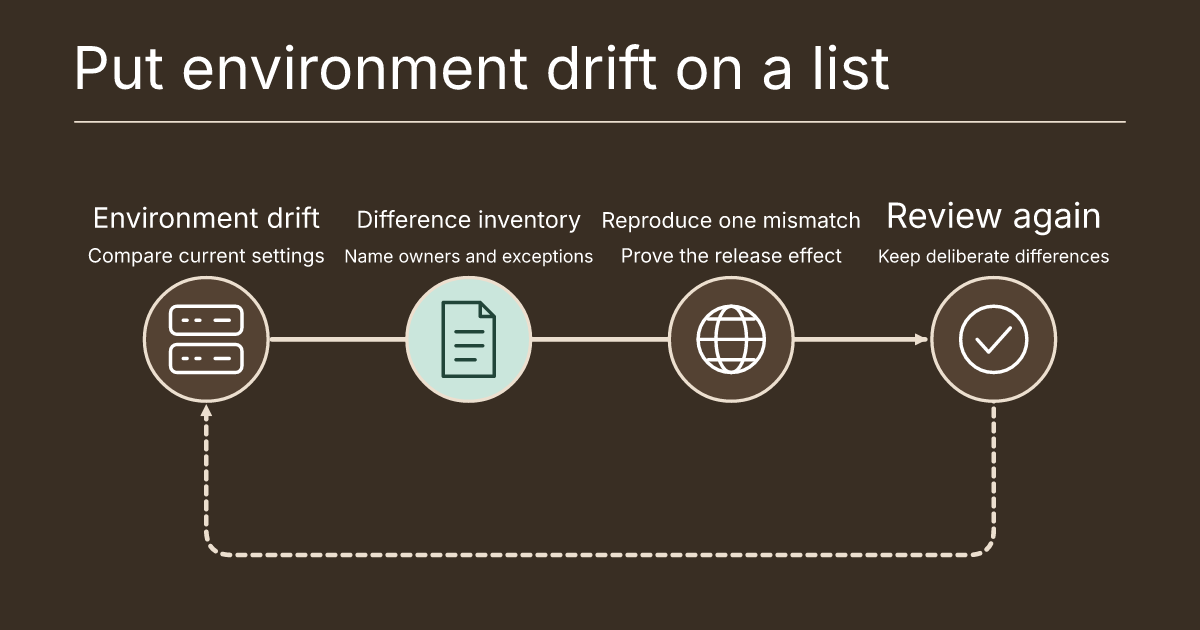 Put environment drift on a list
Environment drift
Compare current settings
Difference inventory
Name owners and exceptions
Reproduce one mismatch
Prove the release effect
Review again
Keep deliberate differences